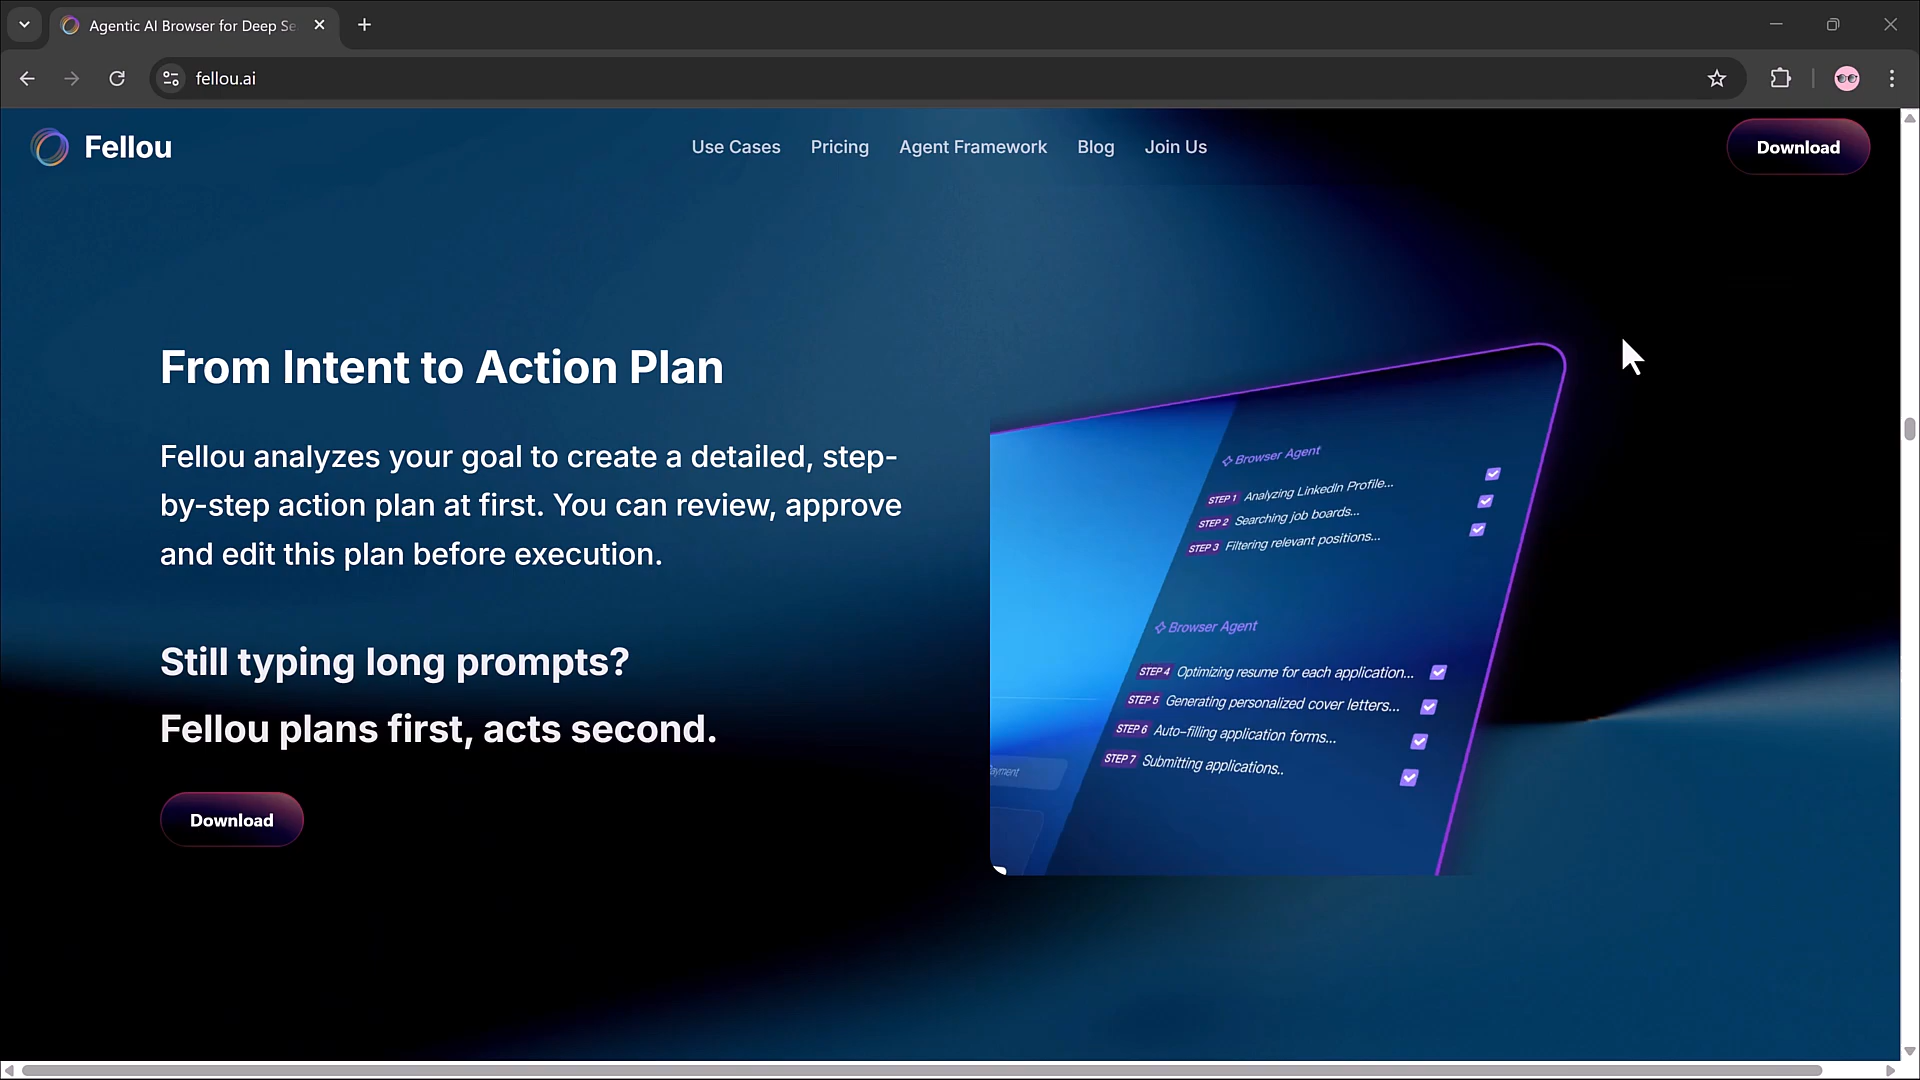 Agentic AI Browser for Deep Se
fellou.ai
Fellou
Use Cases
Pricing
Agent Framework
Blog
Join Us
Download
From Intent to Action Plan
Fellou analyzes your goal to create a detailed, step-
by-step action plan at first. You can review, approve
and edit this plan before execution.
Still typing long prompts?
Fellou plans first, acts second.
Download
Browser Agent
STEP 1 Analyzing LinkedIn Profile...
STEP 2 Searching job boards...
STEP 3 Filtering relevant positions...
Browser Agent
STEP 4 Optimizing resume for each application...
STEP 5 Generating personalized cover letters...
STEP 6 Auto-filling application forms...
STEP 7 Submitting applications..